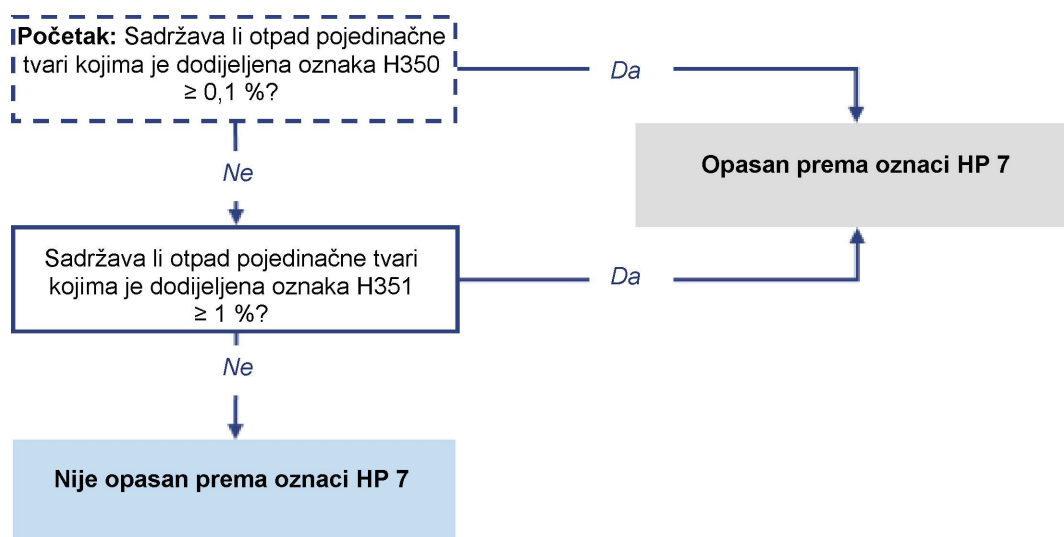 Početak: Sadržava li otpad pojedinačne
tvari kojima je dodijeljena oznaka H350
≥ 0,1 %?
Da
Opasan prema oznaci HP 7
Ne
Sadržava li otpad pojedinačne tvari
kojima je dodijeljena oznaka H351
≥ 1 %?
Da
Ne
Nije opasan prema oznaci HP 7